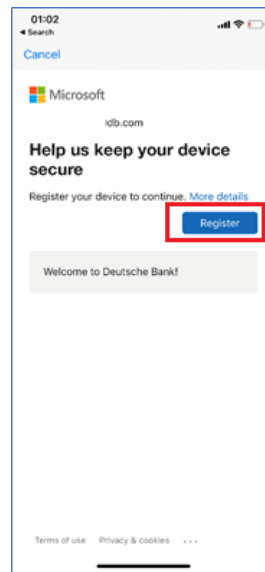 01:02
◂ Search
Cancel
Microsoft
db.com
Help us keep your device
secure
Register your device to continue. More details
Register
Welcome to Deutsche Bank!
Terms of use Privacy & cookies ...